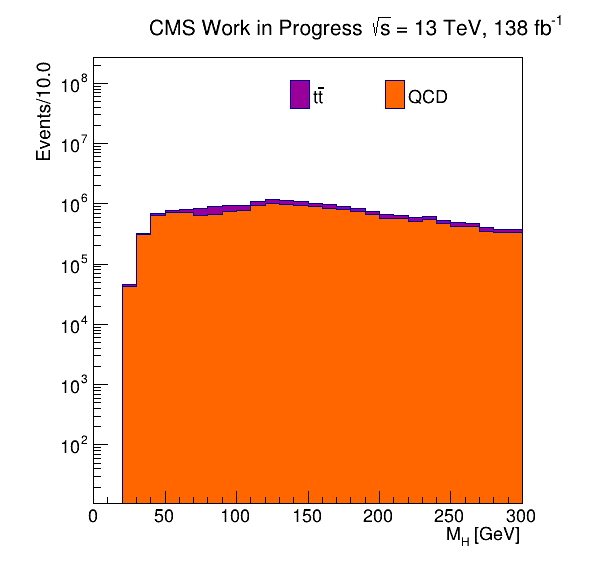 CMS Work in Progress √s = 13 TeV, 138 fb⁻¹
Events/10.0
tt̄
QCD
10⁸
10⁷
10⁶
10⁵
10⁴
10³
10²
0 50 100 150 200 250 300
M_H [GeV]